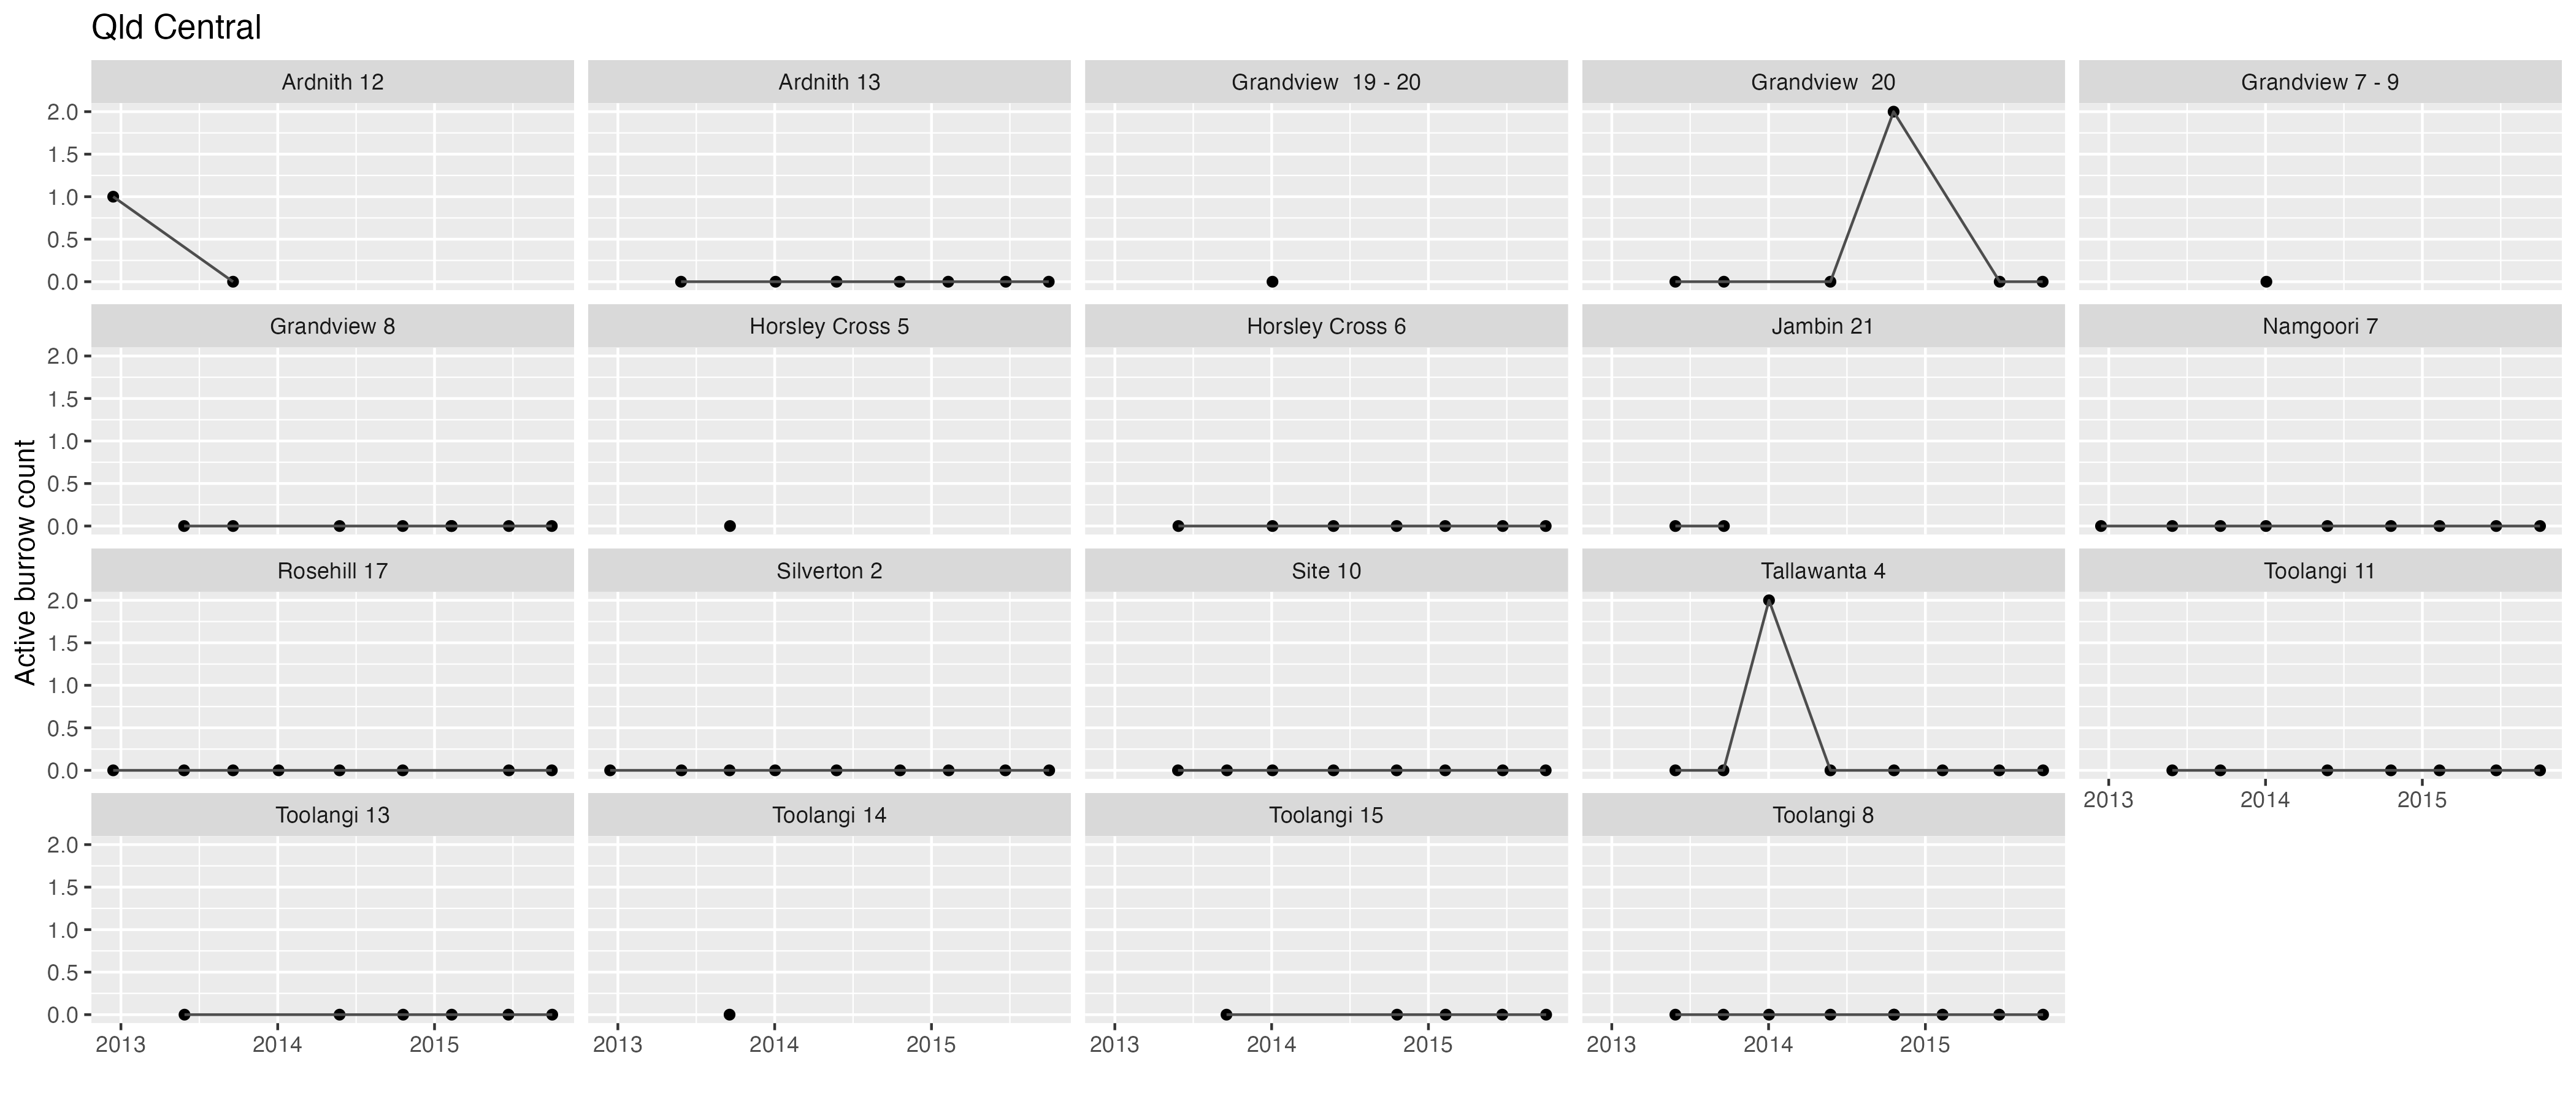 Qld Central
Ardnith 12
Ardnith 13
Grandview  19 - 20
Grandview  20
Grandview 7 - 9
2.0
1.5
1.0
0.5
0.0
Grandview 8
Horsley Cross 5
Horsley Cross 6
Jambin 21
Namgoori 7
2.0
1.5
1.0
0.5
0.0
Active burrow count
Rosehill 17
Silverton 2
Site 10
Tallawanta 4
Toolangi 11
2.0
1.5
1.0
0.5
0.0
2013 2014 2015
Toolangi 13
Toolangi 14
Toolangi 15
Toolangi 8
2.0
1.5
1.0
0.5
0.0
2013 2014 2015
2013 2014 2015
2013 2014 2015
2013 2014 2015